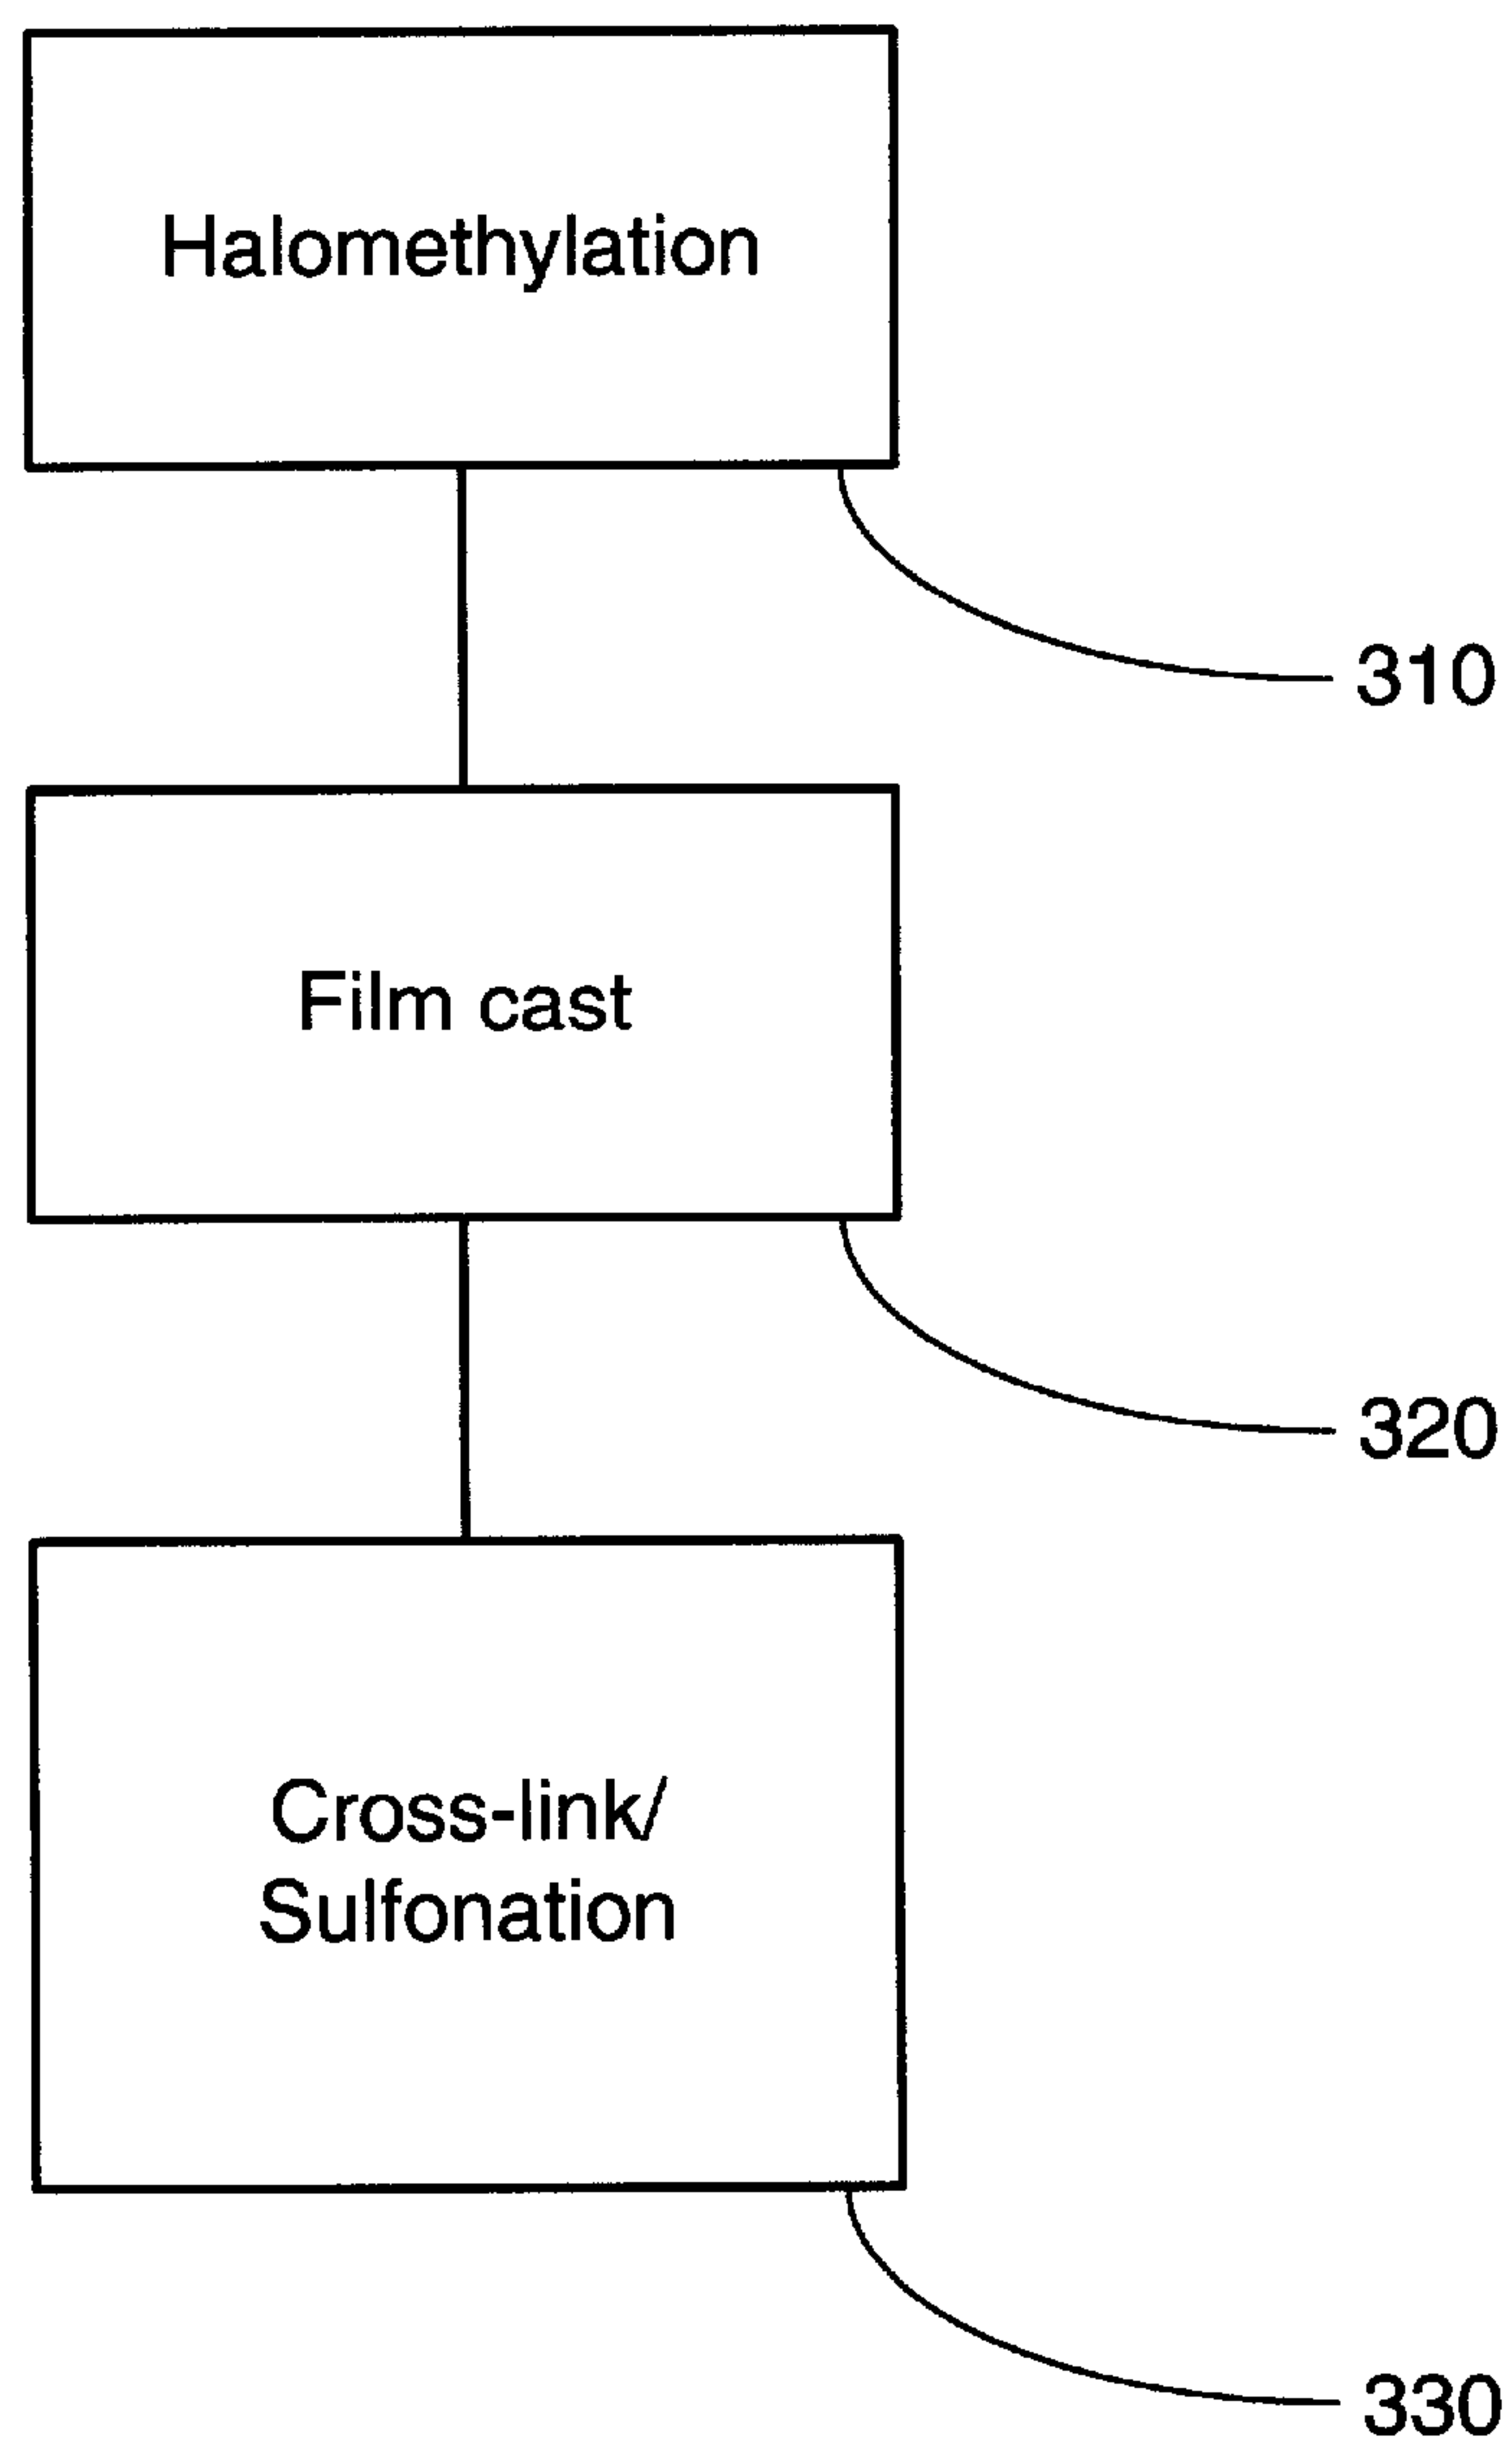 Halomethylation
310
Film cast
320
Cross-link/
Sulfonation
330